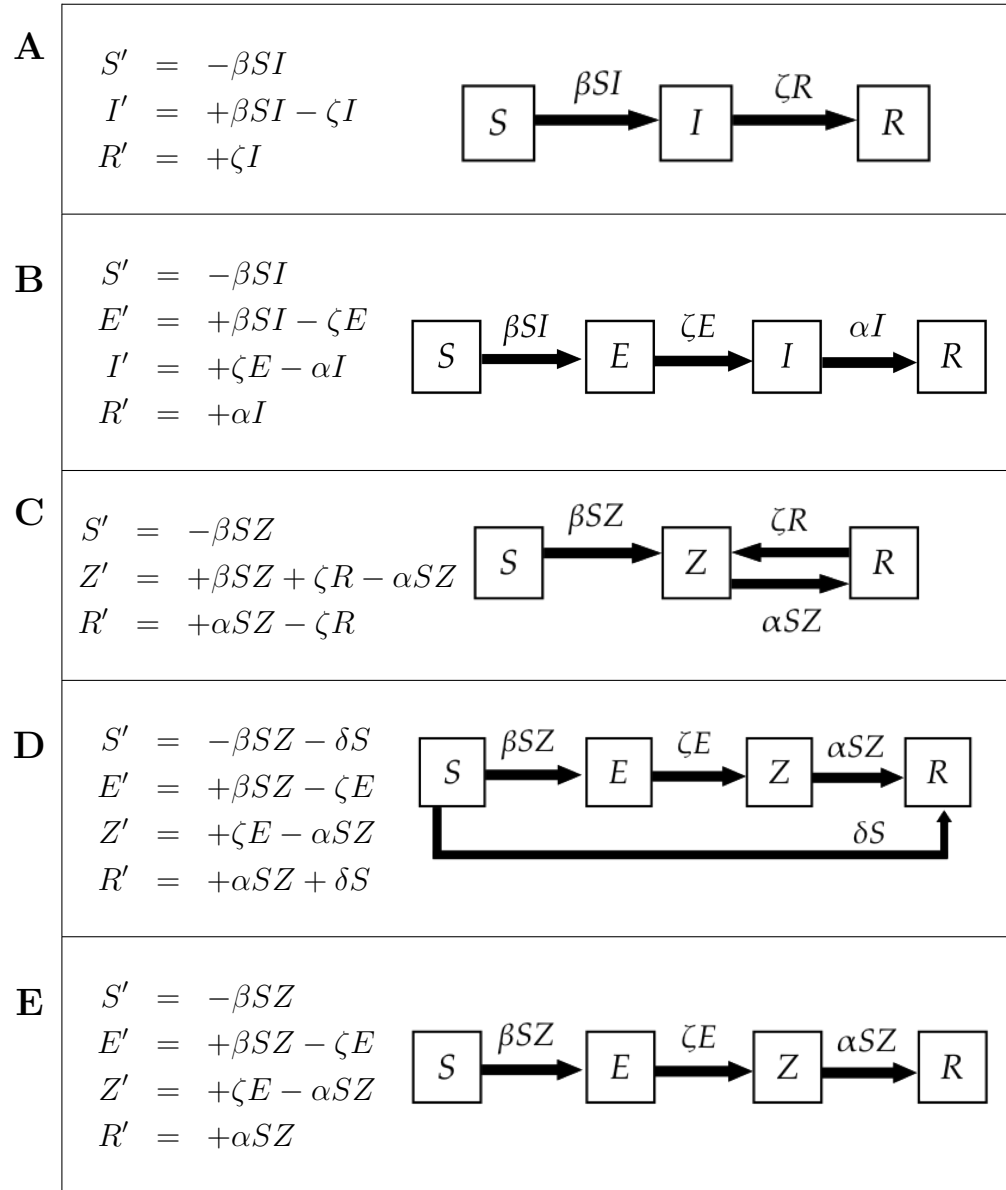 A
S′ = −βSI
I′ = +βSI − ζI
R′ = +ζI
βSI ζR
S I R
B
S′ = −βSI
E′ = +βSI − ζE
I′ = +ζE − αI
R′ = +αI
βSI ζE αI
S E I R
C
S′ = −βSZ
Z′ = +βSZ + ζR − αSZ
R′ = +αSZ − ζR
βSZ ζR
S Z R
αSZ
D
S′ = −βSZ − δS
E′ = +βSZ − ζE
Z′ = +ζE − αSZ
R′ = +αSZ + δS
βSZ ζE αSZ
S E Z R
δS
E
S′ = −βSZ
E′ = +βSZ − ζE
Z′ = +ζE − αSZ
R′ = +αSZ
βSZ ζE αSZ
S E Z R